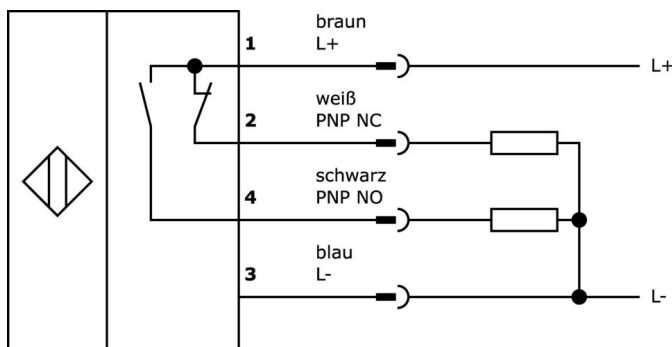 braun
1 L+
L+
weiß
2 PNP NC
schwarz
4 PNP NO
blau
3 L-
L-